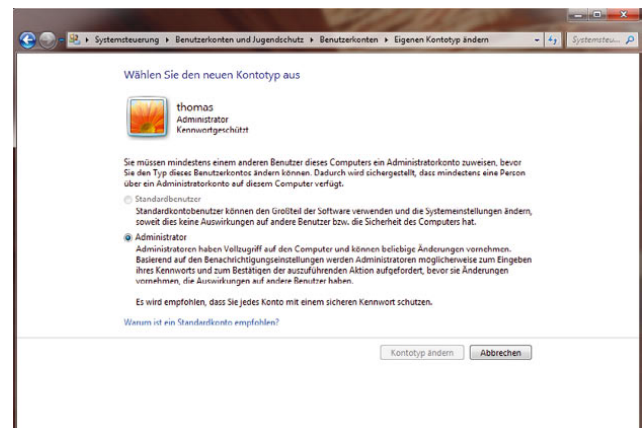 Systemsteuerung ▸ Benutzerkonten und Jugendschutz ▸ Benutzerkonten ▸ Eigenen Kontotyp ändern
Systemsteu...
Wählen Sie den neuen Kontotyp aus
thomas
Administrator
Kennwortgeschützt
Sie müssen mindestens einem anderen Benutzer dieses Computers ein Administratorkonto zuweisen, bevor
Sie den Typ dieses Benutzerkontos ändern können. Dadurch wird sichergestellt, dass mindestens eine Person
über ein Administratorkonto auf diesem Computer verfügt.
Standardbenutzer
Standardkontobenutzer können den Großteil der Software verwenden und die Systemeinstellungen ändern,
soweit dies keine Auswirkungen auf andere Benutzer bzw. die Sicherheit des Computers hat.
Administrator
Administratoren haben Vollzugriff auf den Computer und können beliebige Änderungen vornehmen.
Basierend auf den Benachrichtigungseinstellungen werden Administratoren möglicherweise zum Eingeben
ihres Kennworts und zum Bestätigen der auszuführenden Aktion aufgefordert, bevor sie Änderungen
vornehmen, die Auswirkungen auf andere Benutzer haben.
Es wird empfohlen, dass Sie jedes Konto mit einem sicheren Kennwort schützen.
Warum ist ein Standardkonto empfohlen?
Kontotyp ändern
Abbrechen